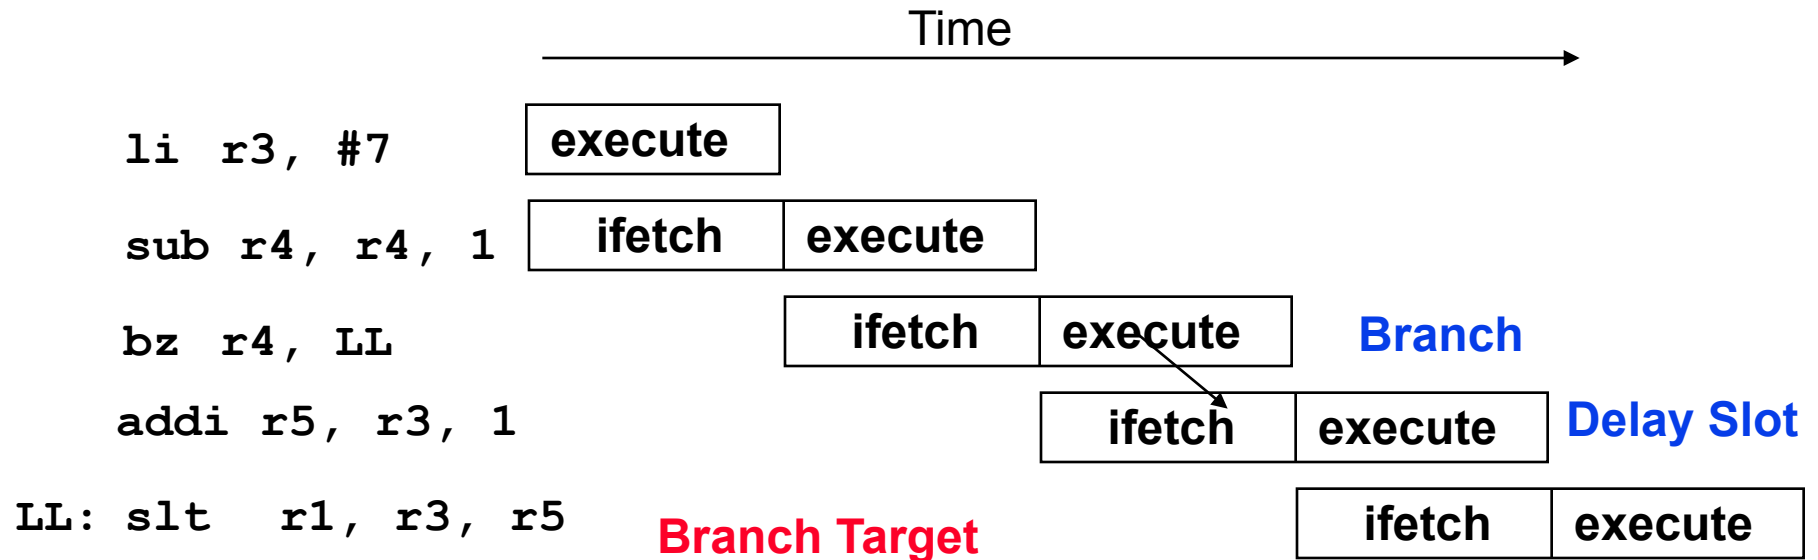 Time
li r3, #7 execute
sub r4, r4, 1 ifetch execute
bz r4, LL ifetch execute Branch
addi r5, r3, 1 ifetch execute Delay Slot
LL: slt r1, r3, r5 Branch Target ifetch execute